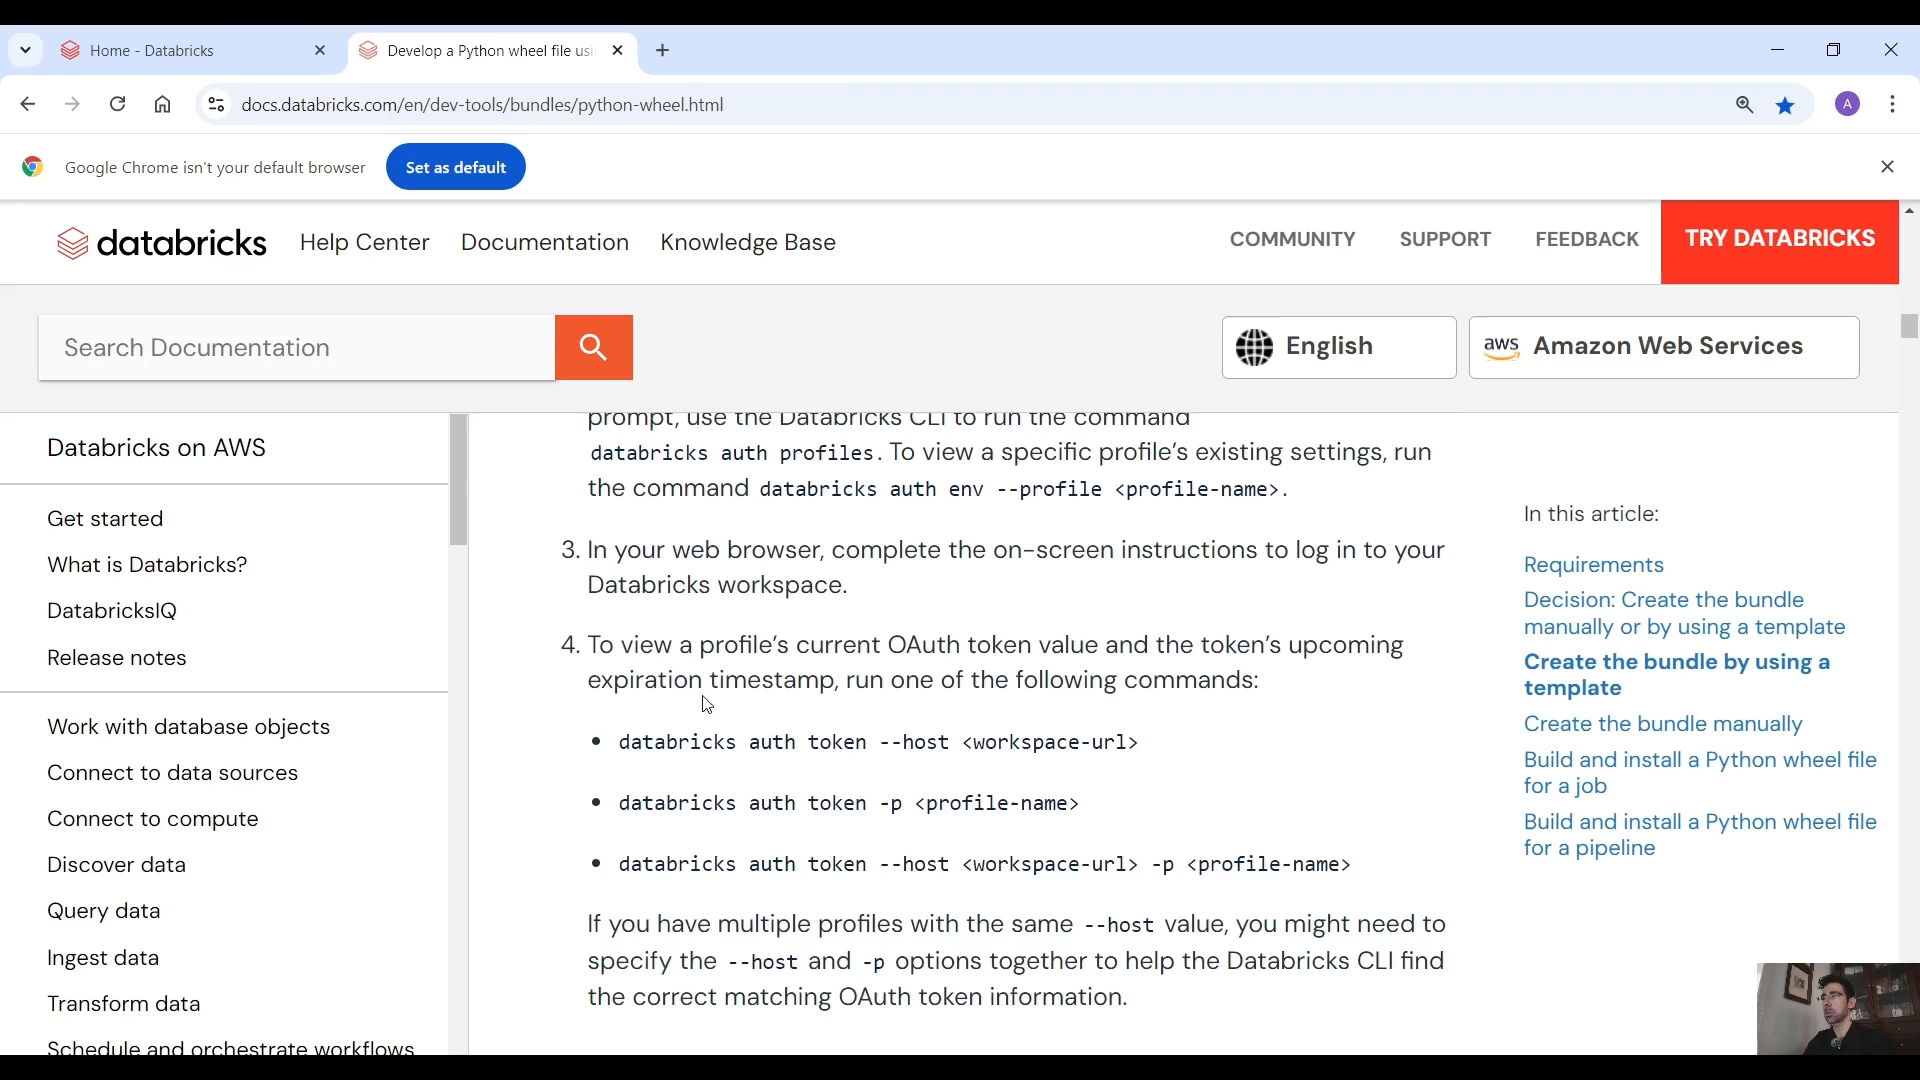 Home - Databricks
Develop a Python wheel file usi
docs.databricks.com/en/dev-tools/bundles/python-wheel.html
A
Google Chrome isn't your default browser
Set as default
databricks
Help Center
Documentation
Knowledge Base
COMMUNITY
SUPPORT
FEEDBACK
TRY DATABRICKS
Search Documentation
English
aws Amazon Web Services
Databricks on AWS
Get started
What is Databricks?
DatabricksIQ
Release notes
Work with database objects
Connect to data sources
Connect to compute
Discover data
Query data
Ingest data
Transform data
Schedule and orchestrate workflows
prompt, use the Databricks CLI to run the command
databricks auth profiles. To view a specific profile’s existing settings, run
the command databricks auth env --profile <profile-name>.
3. In your web browser, complete the on-screen instructions to log in to your
Databricks workspace.
4. To view a profile’s current OAuth token value and the token’s upcoming
expiration timestamp, run one of the following commands:
• databricks auth token --host <workspace-url>
• databricks auth token -p <profile-name>
• databricks auth token --host <workspace-url> -p <profile-name>
If you have multiple profiles with the same --host value, you might need to
specify the --host and -p options together to help the Databricks CLI find
the correct matching OAuth token information.
In this article:
Requirements
Decision: Create the bundle
manually or by using a template
Create the bundle by using a
template
Create the bundle manually
Build and install a Python wheel file
for a job
Build and install a Python wheel file
for a pipeline